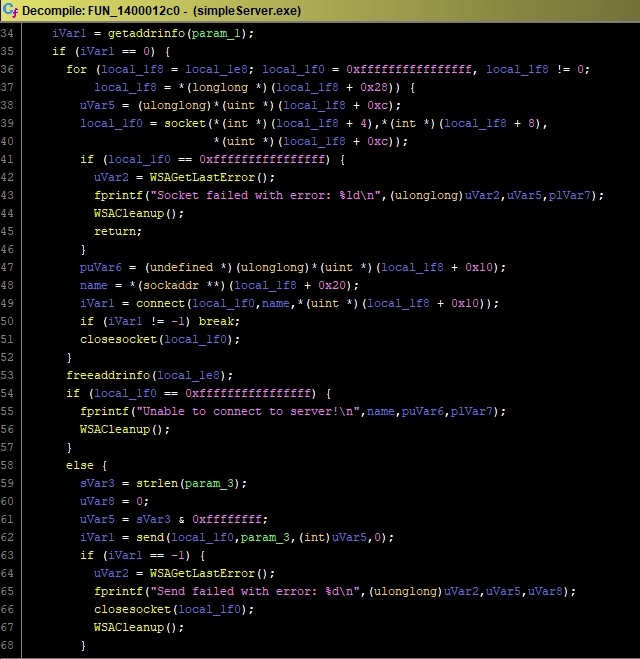 Decompile: FUN_1400012c0 - (simpleServer.exe)
34 iVar1 = getaddrinfo(param_1);
35 if (iVar1 == 0) {
36 for (local_1f8 = local_1e8; local_1f0 = 0xffffffffffffffff, local_1f8 != 0;
37 local_1f8 = *(longlong *)(local_1f8 + 0x28)) {
38 uVar5 = (ulonglong)*(uint *)(local_1f8 + 0xc);
39 local_1f0 = socket(*(int *)(local_1f8 + 4),*(int *)(local_1f8 + 8),
40 *(uint *)(local_1f8 + 0xc));
41 if (local_1f0 == 0xffffffffffffffff) {
42 uVar2 = WSAGetLastError();
43 fprintf("Socket failed with error: %ld\n",(ulonglong)uVar2,uVar5,plVar7);
44 WSACleanup();
45 return;
46 }
47 puVar6 = (undefined *)(ulonglong)*(uint *)(local_1f8 + 0x10);
48 name = *(sockaddr **)(local_1f8 + 0x20);
49 iVar1 = connect(local_1f0,name,*(uint *)(local_1f8 + 0x10));
50 if (iVar1 != -1) break;
51 closesocket(local_1f0);
52 }
53 freeaddrinfo(local_1e8);
54 if (local_1f0 == 0xffffffffffffffff) {
55 fprintf("Unable to connect to server!\n",name,puVar6,plVar7);
56 WSACleanup();
57 }
58 else {
59 sVar3 = strlen(param_3);
60 uVar8 = 0;
61 uVar5 = sVar3 & 0xffffffff;
62 iVar1 = send(local_1f0,param_3,(int)uVar5,0);
63 if (iVar1 == -1) {
64 uVar2 = WSAGetLastError();
65 fprintf("Send failed with error: %d\n",(ulonglong)uVar2,uVar5,uVar8);
66 closesocket(local_1f0);
67 WSACleanup();
68 }